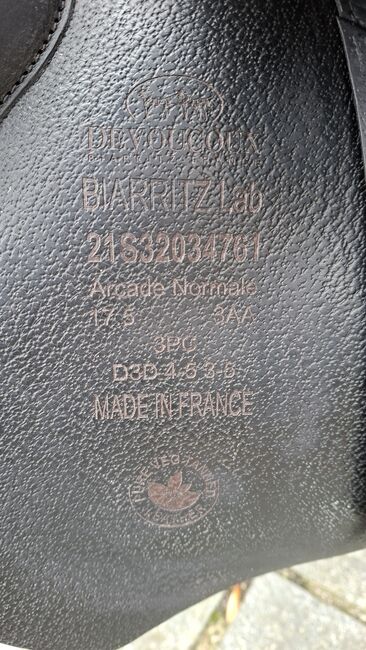 DEVOUCOUX
BIARRITZ Lab
21S32034761
Arcade Normale
17.5 3AA
3PC
D3D 4-5 3-5
MADE IN FRANCE